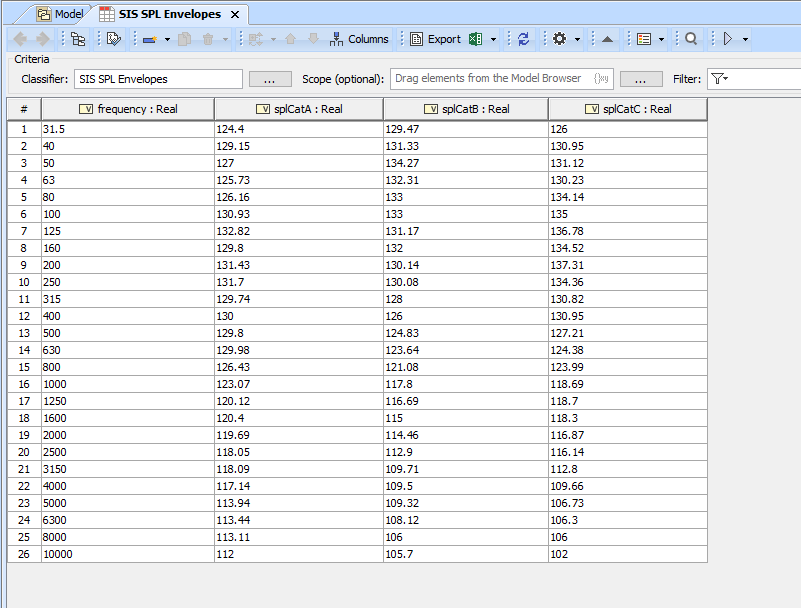 Model SIS SPL Envelopes
Columns Export
Criteria
Classifier: SIS SPL Envelopes ... Scope (optional): Drag elements from the Model Browser {}xy ... Filter:
# V frequency : Real V splCatA : Real V splCatB : Real V splCatC : Real
1 31.5 124.4 129.47 126
2 40 129.15 131.33 130.95
3 50 127 134.27 131.12
4 63 125.73 132.31 130.23
5 80 126.16 133 134.14
6 100 130.93 133 135
7 125 132.82 131.17 136.78
8 160 129.8 132 134.52
9 200 131.43 130.14 137.31
10 250 131.7 130.08 134.36
11 315 129.74 128 130.82
12 400 130 126 130.95
13 500 129.8 124.83 127.21
14 630 129.98 123.64 124.38
15 800 126.43 121.08 123.99
16 1000 123.07 117.8 118.69
17 1250 120.12 116.69 118.7
18 1600 120.4 115 118.3
19 2000 119.69 114.46 116.87
20 2500 118.05 112.9 116.14
21 3150 118.09 109.71 112.8
22 4000 117.14 109.5 109.66
23 5000 113.94 109.32 106.73
24 6300 113.44 108.12 106.3
25 8000 113.11 106 106
26 10000 112 105.7 102